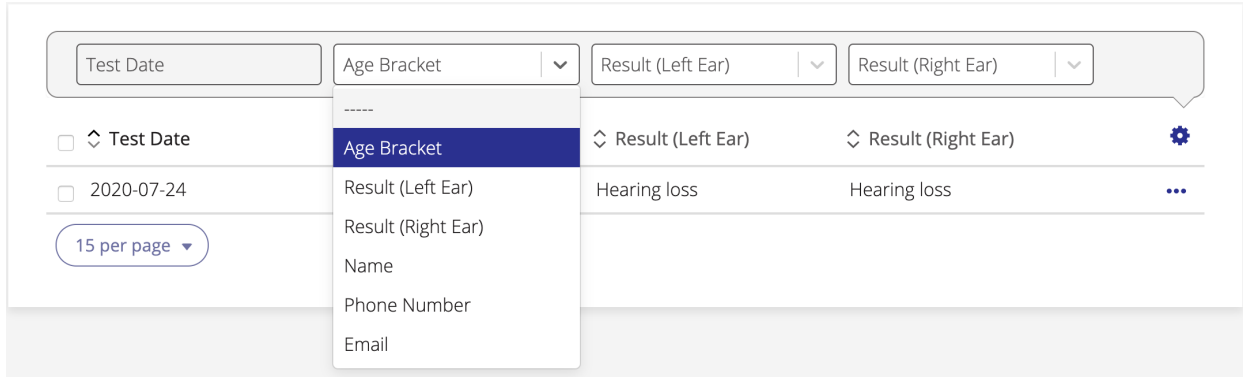 Test Date Age Bracket Result (Left Ear) Result (Right Ear)
-----
Test Date Age Bracket Result (Left Ear) Result (Right Ear)
Result (Left Ear)
2020-07-24 Hearing loss Hearing loss
Result (Right Ear)
15 per page
Name
Phone Number
Email